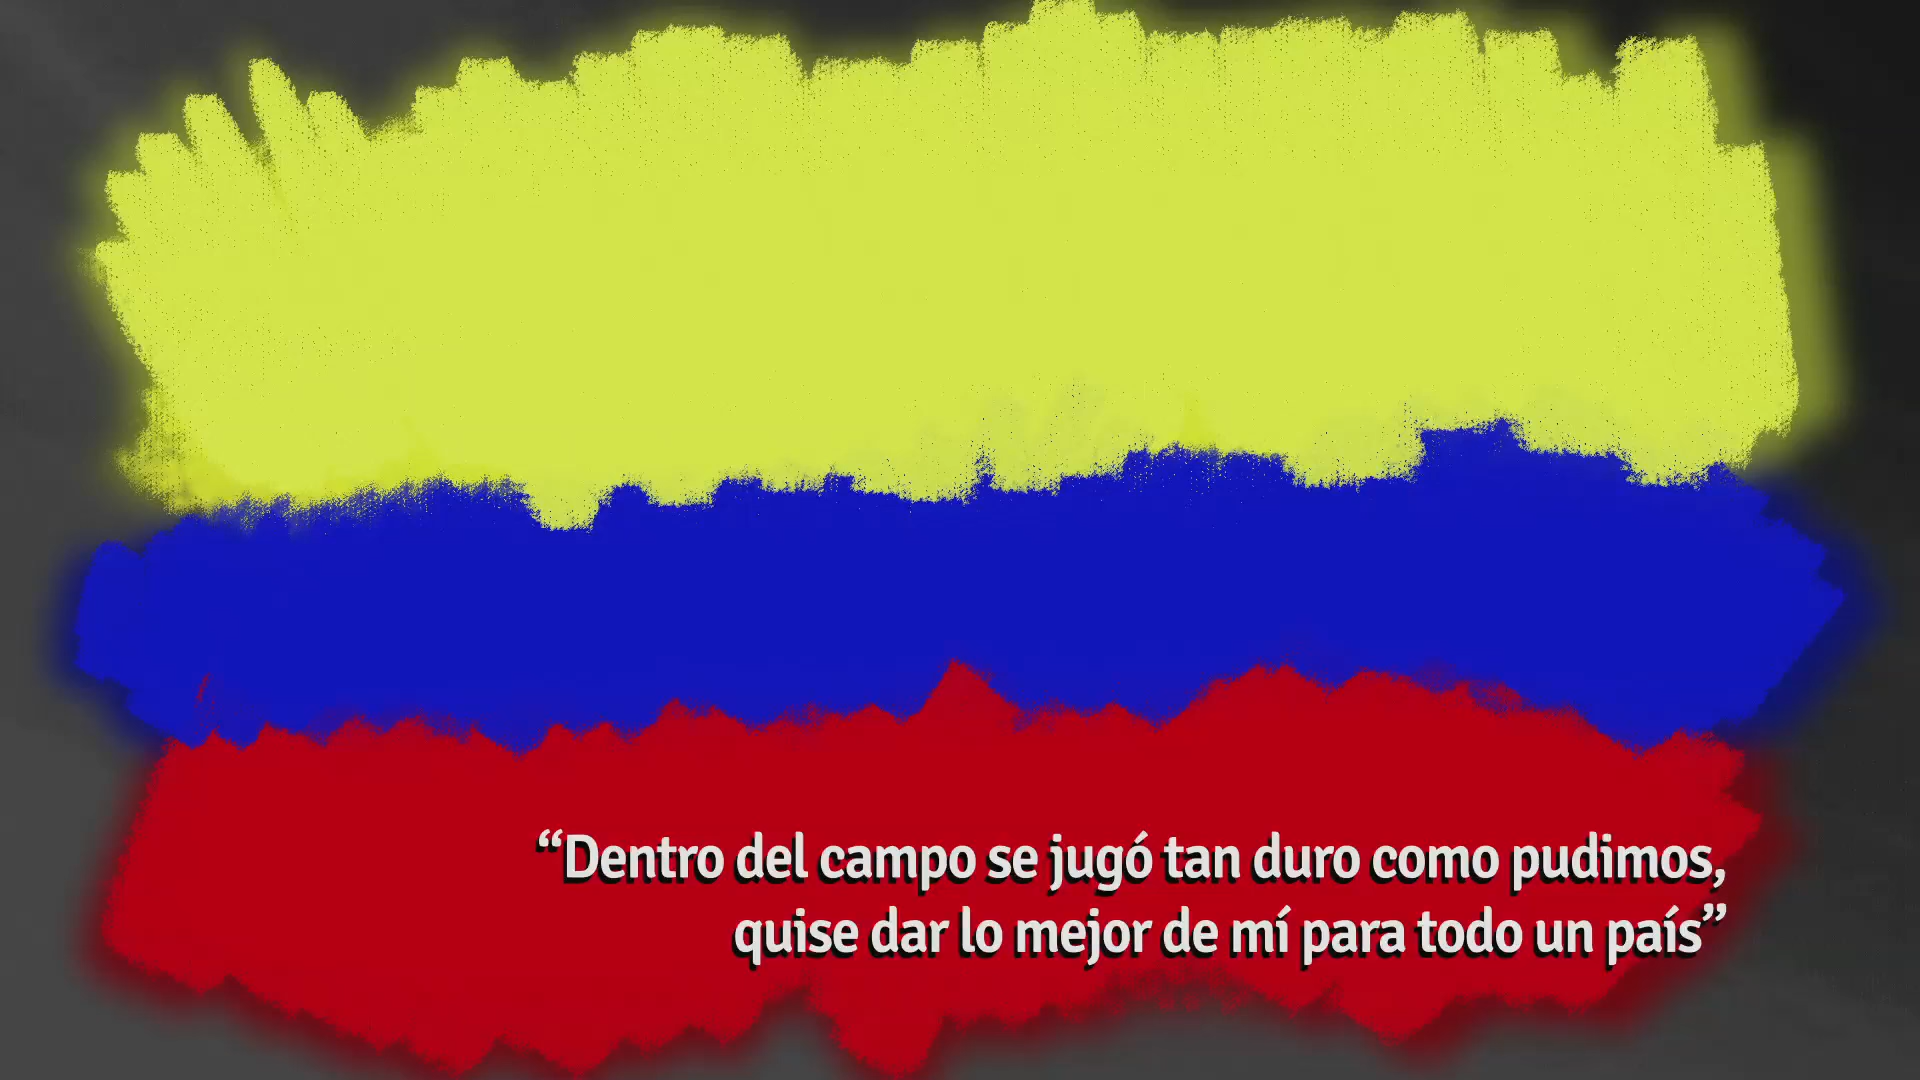 “Dentro del campo se jugó tan duro como pudimos,
quise dar lo mejor de mí para todo un país”